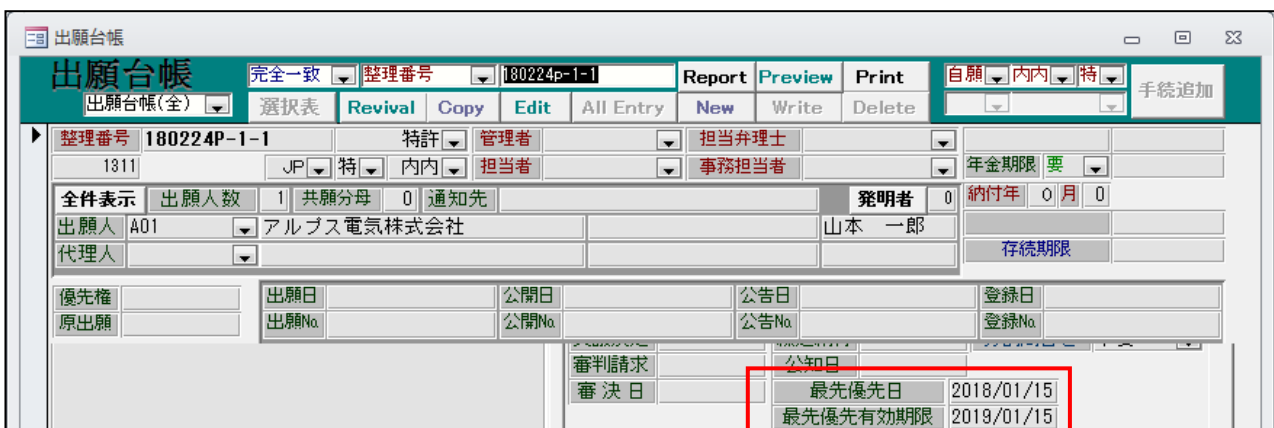 出願台帳
出願台帳 完全一致 整理番号 180224p-1-1 Report Preview Print 自願 内内 特 手続追加
出願台帳(全) 選択表 Revival Copy Edit All Entry New Write Delete
整理番号 180224P-1-1 特許 管理者 担当弁理士
1311 JP 特 内内 担当者 事務担当者 年金期限 要
全件表示 出願人数 1 共願分母 0 通知先 発明者 0 納付年 0 月 0
出願人 A01 アルプス電気株式会社 山本 一郎
代理人 存続期限
優先権 出願日 公開日 公告日 登録日
原出願 出願No. 公開No. 公告No. 登録No.
審判請求 公知日
審決日 最先優先日 2018/01/15
最先優先有効期限 2019/01/15